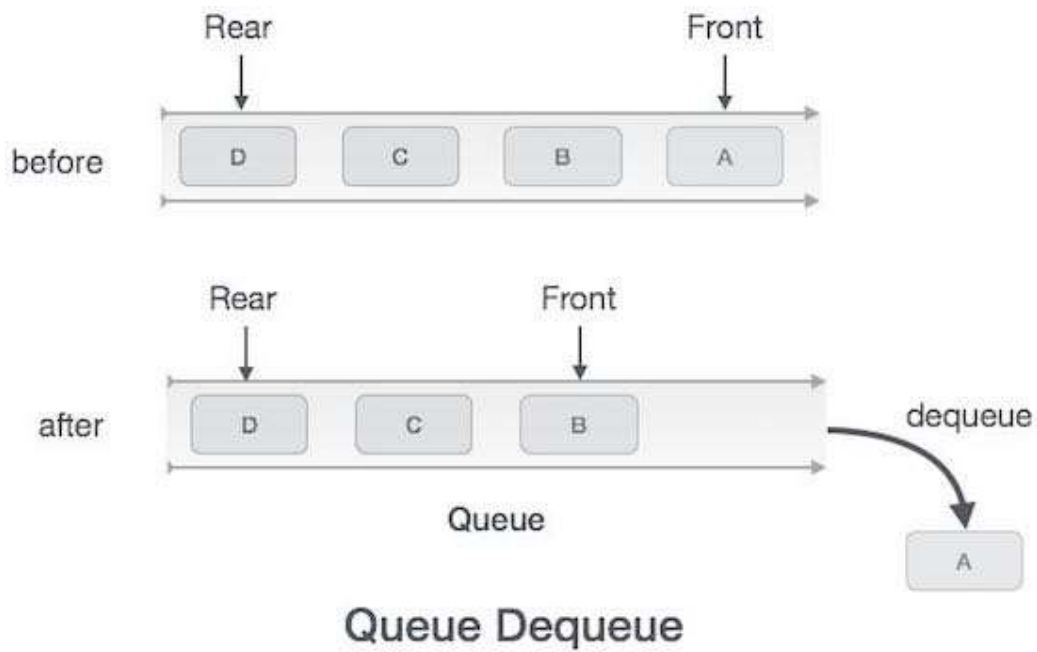 Rear Front
before D C B A
Rear Front
after D C B dequeue
Queue
A
Queue Dequeue